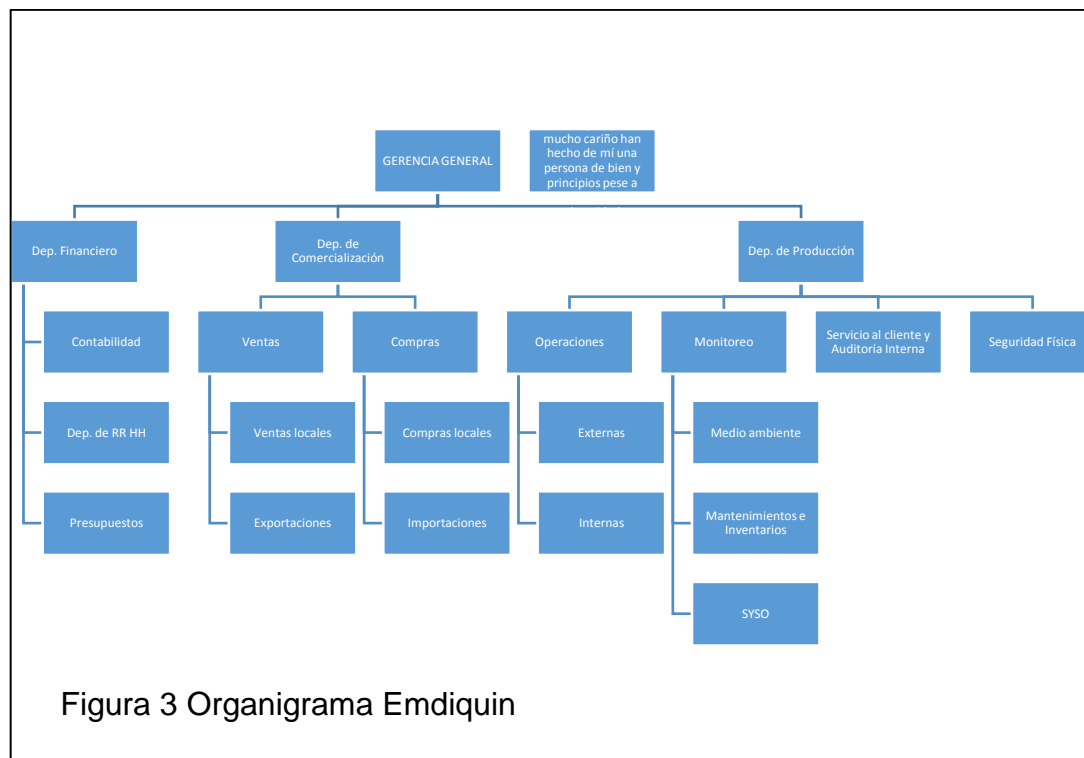 GERENCIA GENERAL
mucho cariño han
hecho de mí una
persona de bien y
principios pese a
Dep. Financiero
Dep. de
Comercialización
Dep. de Producción
Contabilidad
Ventas
Compras
Operaciones
Monitoreo
Servicio al cliente y
Auditoría Interna
Seguridad Física
Dep. de RR HH
Ventas locales
Compras locales
Externas
Medio ambiente
Presupuestos
Exportaciones
Importaciones
Internas
Mantenimientos e
Inventarios
SYSO
Figura 3 Organigrama Emdiquin